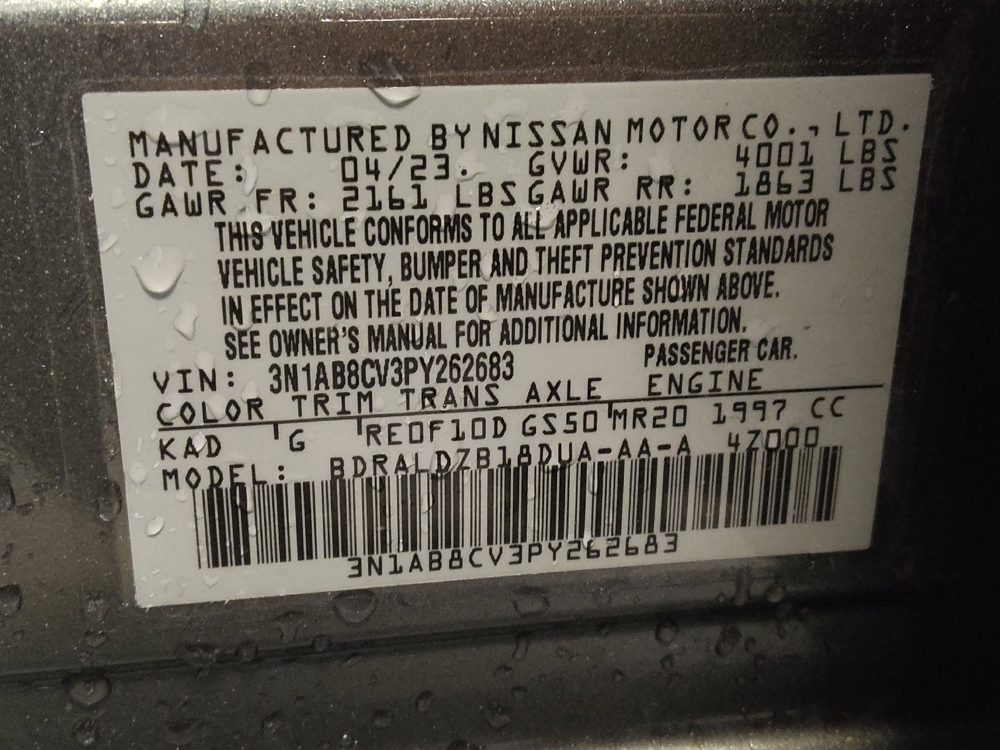 MANUFACTURED BY NISSAN MOTOR CO., LTD.
DATE: 04/23. GVWR: 4001 LBS
GAWR FR: 2161 LBS GAWR RR: 1863 LBS
THIS VEHICLE CONFORMS TO ALL APPLICABLE FEDERAL MOTOR
VEHICLE SAFETY, BUMPER AND THEFT PREVENTION STANDARDS
IN EFFECT ON THE DATE OF MANUFACTURE SHOWN ABOVE.
SEE OWNER'S MANUAL FOR ADDITIONAL INFORMATION.
VIN: 3N1AB8CV3PY262683 PASSENGER CAR.
COLOR TRIM TRANS AXLE ENGINE
KAD G RE0F10D GS50 MR20 1997 CC
MODEL: BDRALDZB18DUA-AA-A 4Z000
3N1AB8CV3PY262683